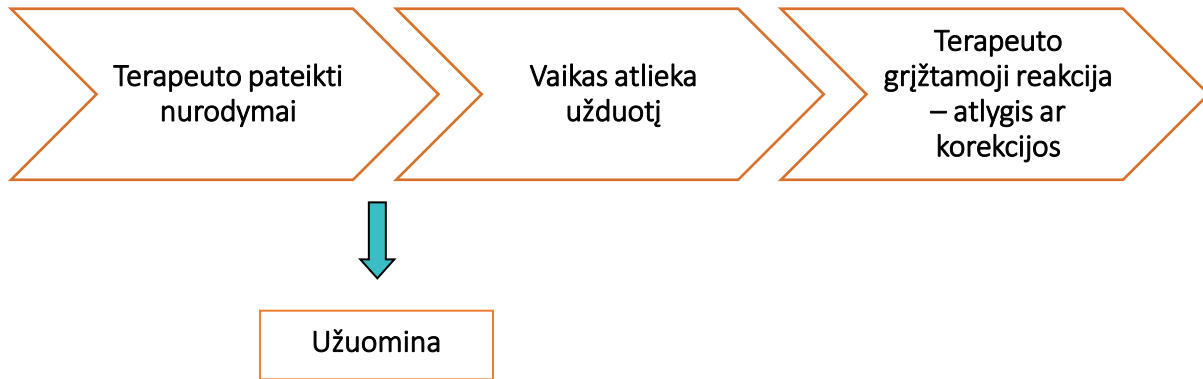 Terapeuto pateikti
nurodymai
Vaikas atlieka
užduotį
Terapeuto
grįžtamoji reakcija
– atlygis ar
korekcijos
Užuomina